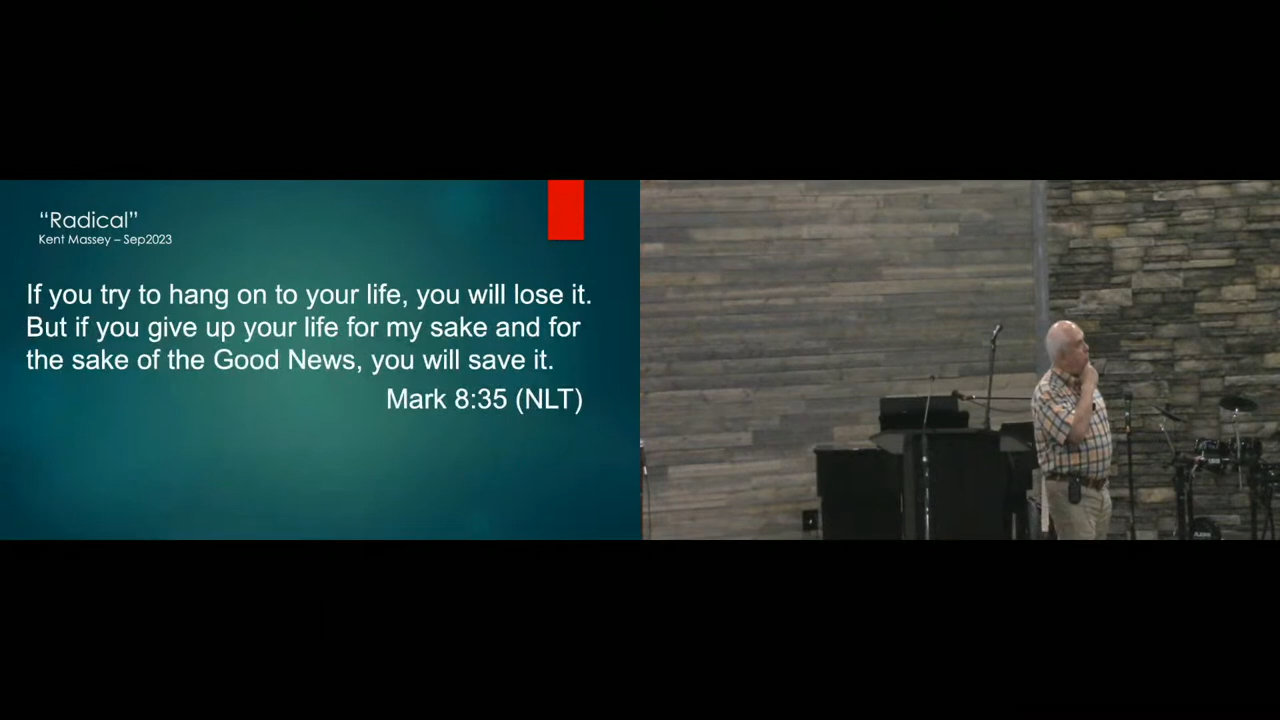 “Radical”
Kent Massey – Sep2023
If you try to hang on to your life, you will lose it.
But if you give up your life for my sake and for
the sake of the Good News, you will save it.
Mark 8:35 (NLT)